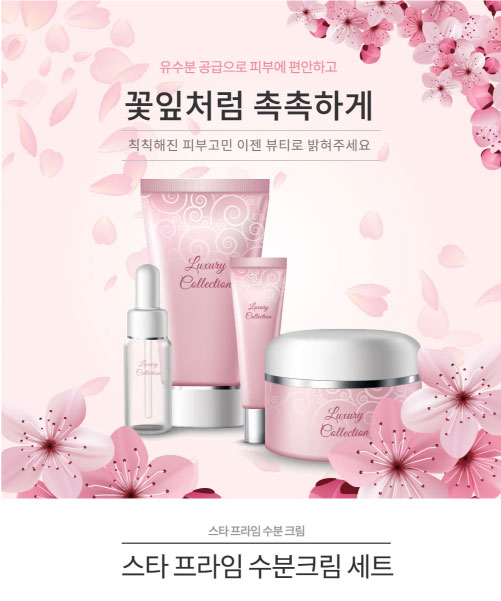 유수분 공급으로 피부에 편안하고
꽃잎처럼 촉촉하게
칙칙해진 피부고민 이젠 뷰티로 밝혀주세요
Luxury
Collection
Luxury
Collection
Luxury
Collection
Luxury
Collection
스타 프라임 수분 크림
스타 프라임 수분크림 세트